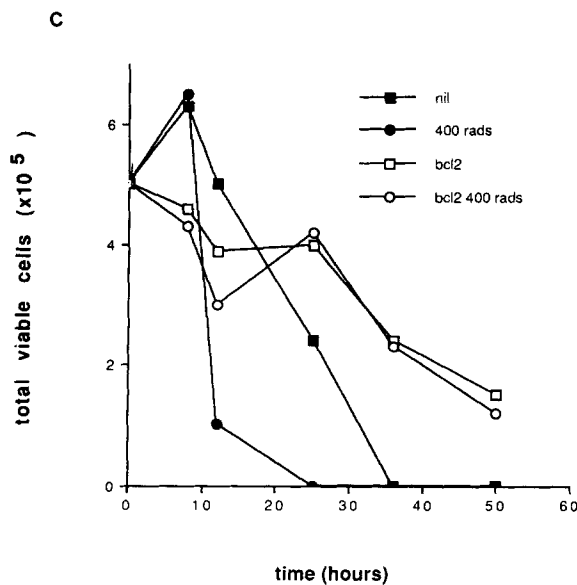 C
total viable cells (x10 5)
6
4
2
0
nil
400 rads
bcl2
bcl2 400 rads
0 10 20 30 40 50 60
time (hours)